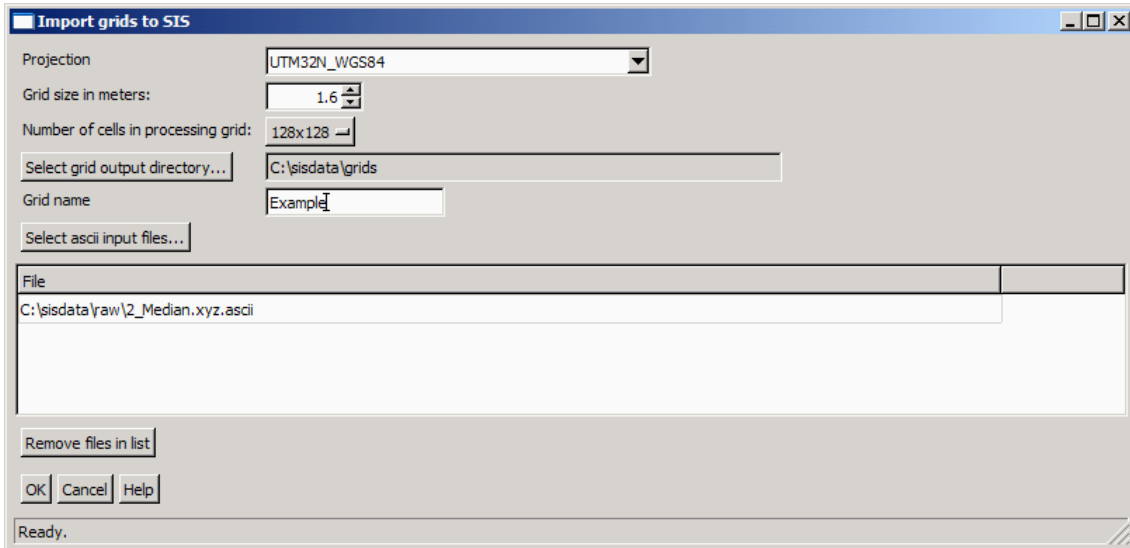 Import grids to SIS
Projection UTM32N_WGS84
Grid size in meters: 1.6
Number of cells in processing grid: 128x128
Select grid output directory... C:\sisdata\grids
Grid name Example
Select ascii input files...
File
C:\sisdata\raw\2_Median.xyz.ascii
Remove files in list
OK Cancel Help
Ready.